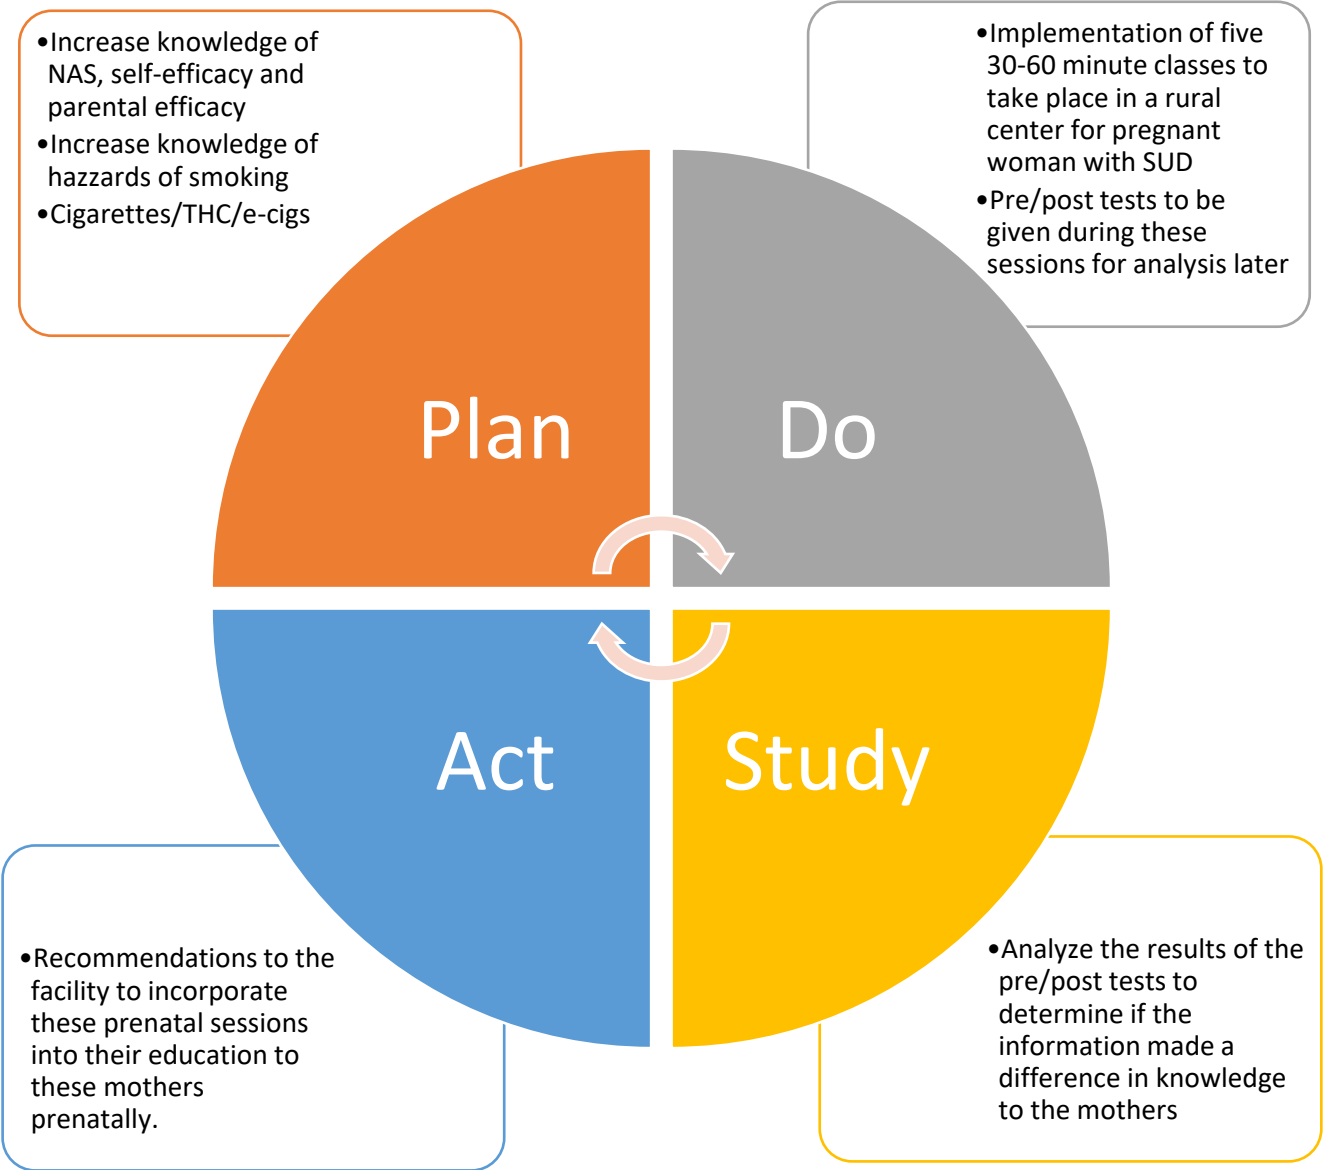 •Increase knowledge of
NAS, self-efficacy and
parental efficacy
•Increase knowledge of
hazzards of smoking
•Cigarettes/THC/e-cigs
•Implementation of five
30-60 minute classes to
take place in a rural
center for pregnant
woman with SUD
•Pre/post tests to be
given during these
sessions for analysis later
Plan
Do
Act
Study
•Recommendations to the
facility to incorporate
these prenatal sessions
into their education to
these mothers
prenatally.
•Analyze the results of the
pre/post tests to
determine if the
information made a
difference in knowledge
to the mothers